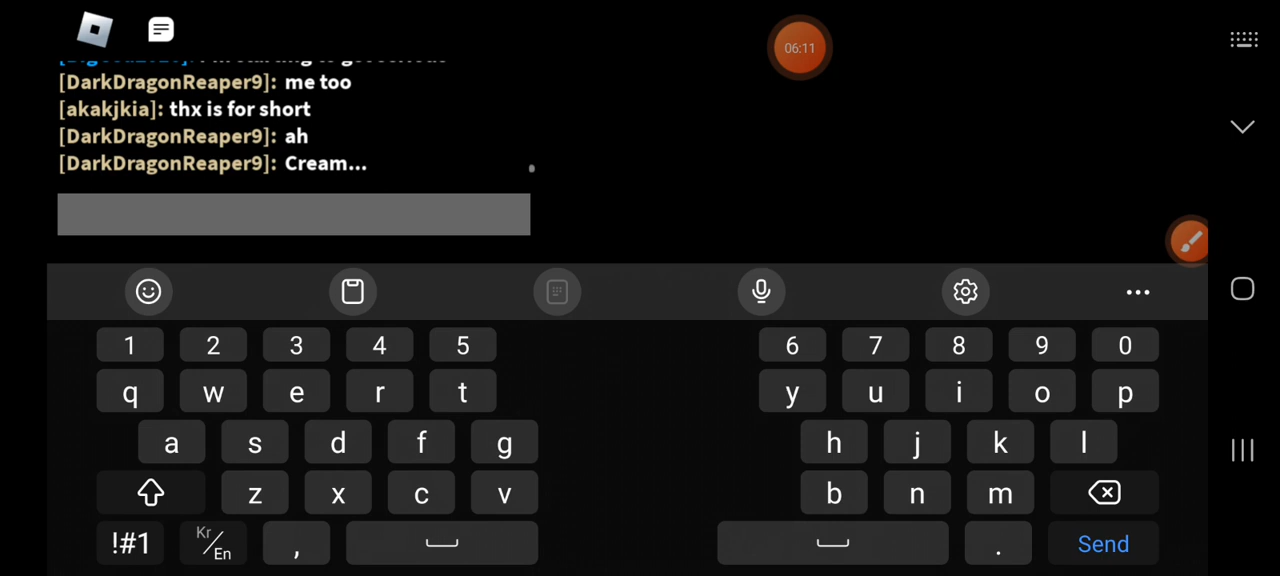 06:11
[DarkDragonReaper9]: me too
[akakjkia]: thx is for short
[DarkDragonReaper9]: ah
[DarkDragonReaper9]: Cream...
1 2 3 4 5 6 7 8 9 0
q w e r t y u i o p
a s d f g h j k l
z x c v b n m
!#1 Kr/En , . Send